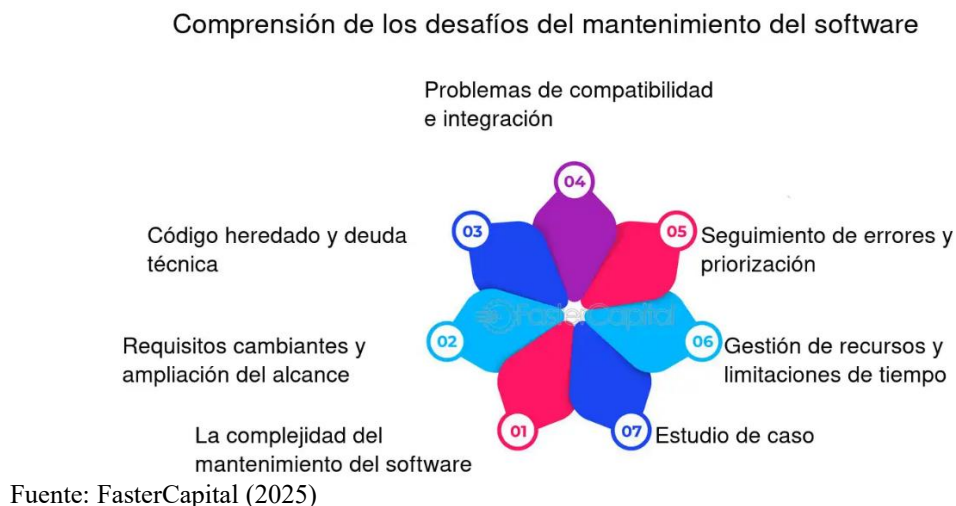 Comprensión de los desafíos del mantenimiento del software
Problemas de compatibilidad
e integración
04
03
Código heredado y deuda
técnica
05
Seguimiento de errores y
priorización
FasterCapital
02
Requisitos cambiantes y
ampliación del alcance
06
Gestión de recursos y
limitaciones de tiempo
01
La complejidad del
mantenimiento del software
07
Estudio de caso
Fuente: FasterCapital (2025)